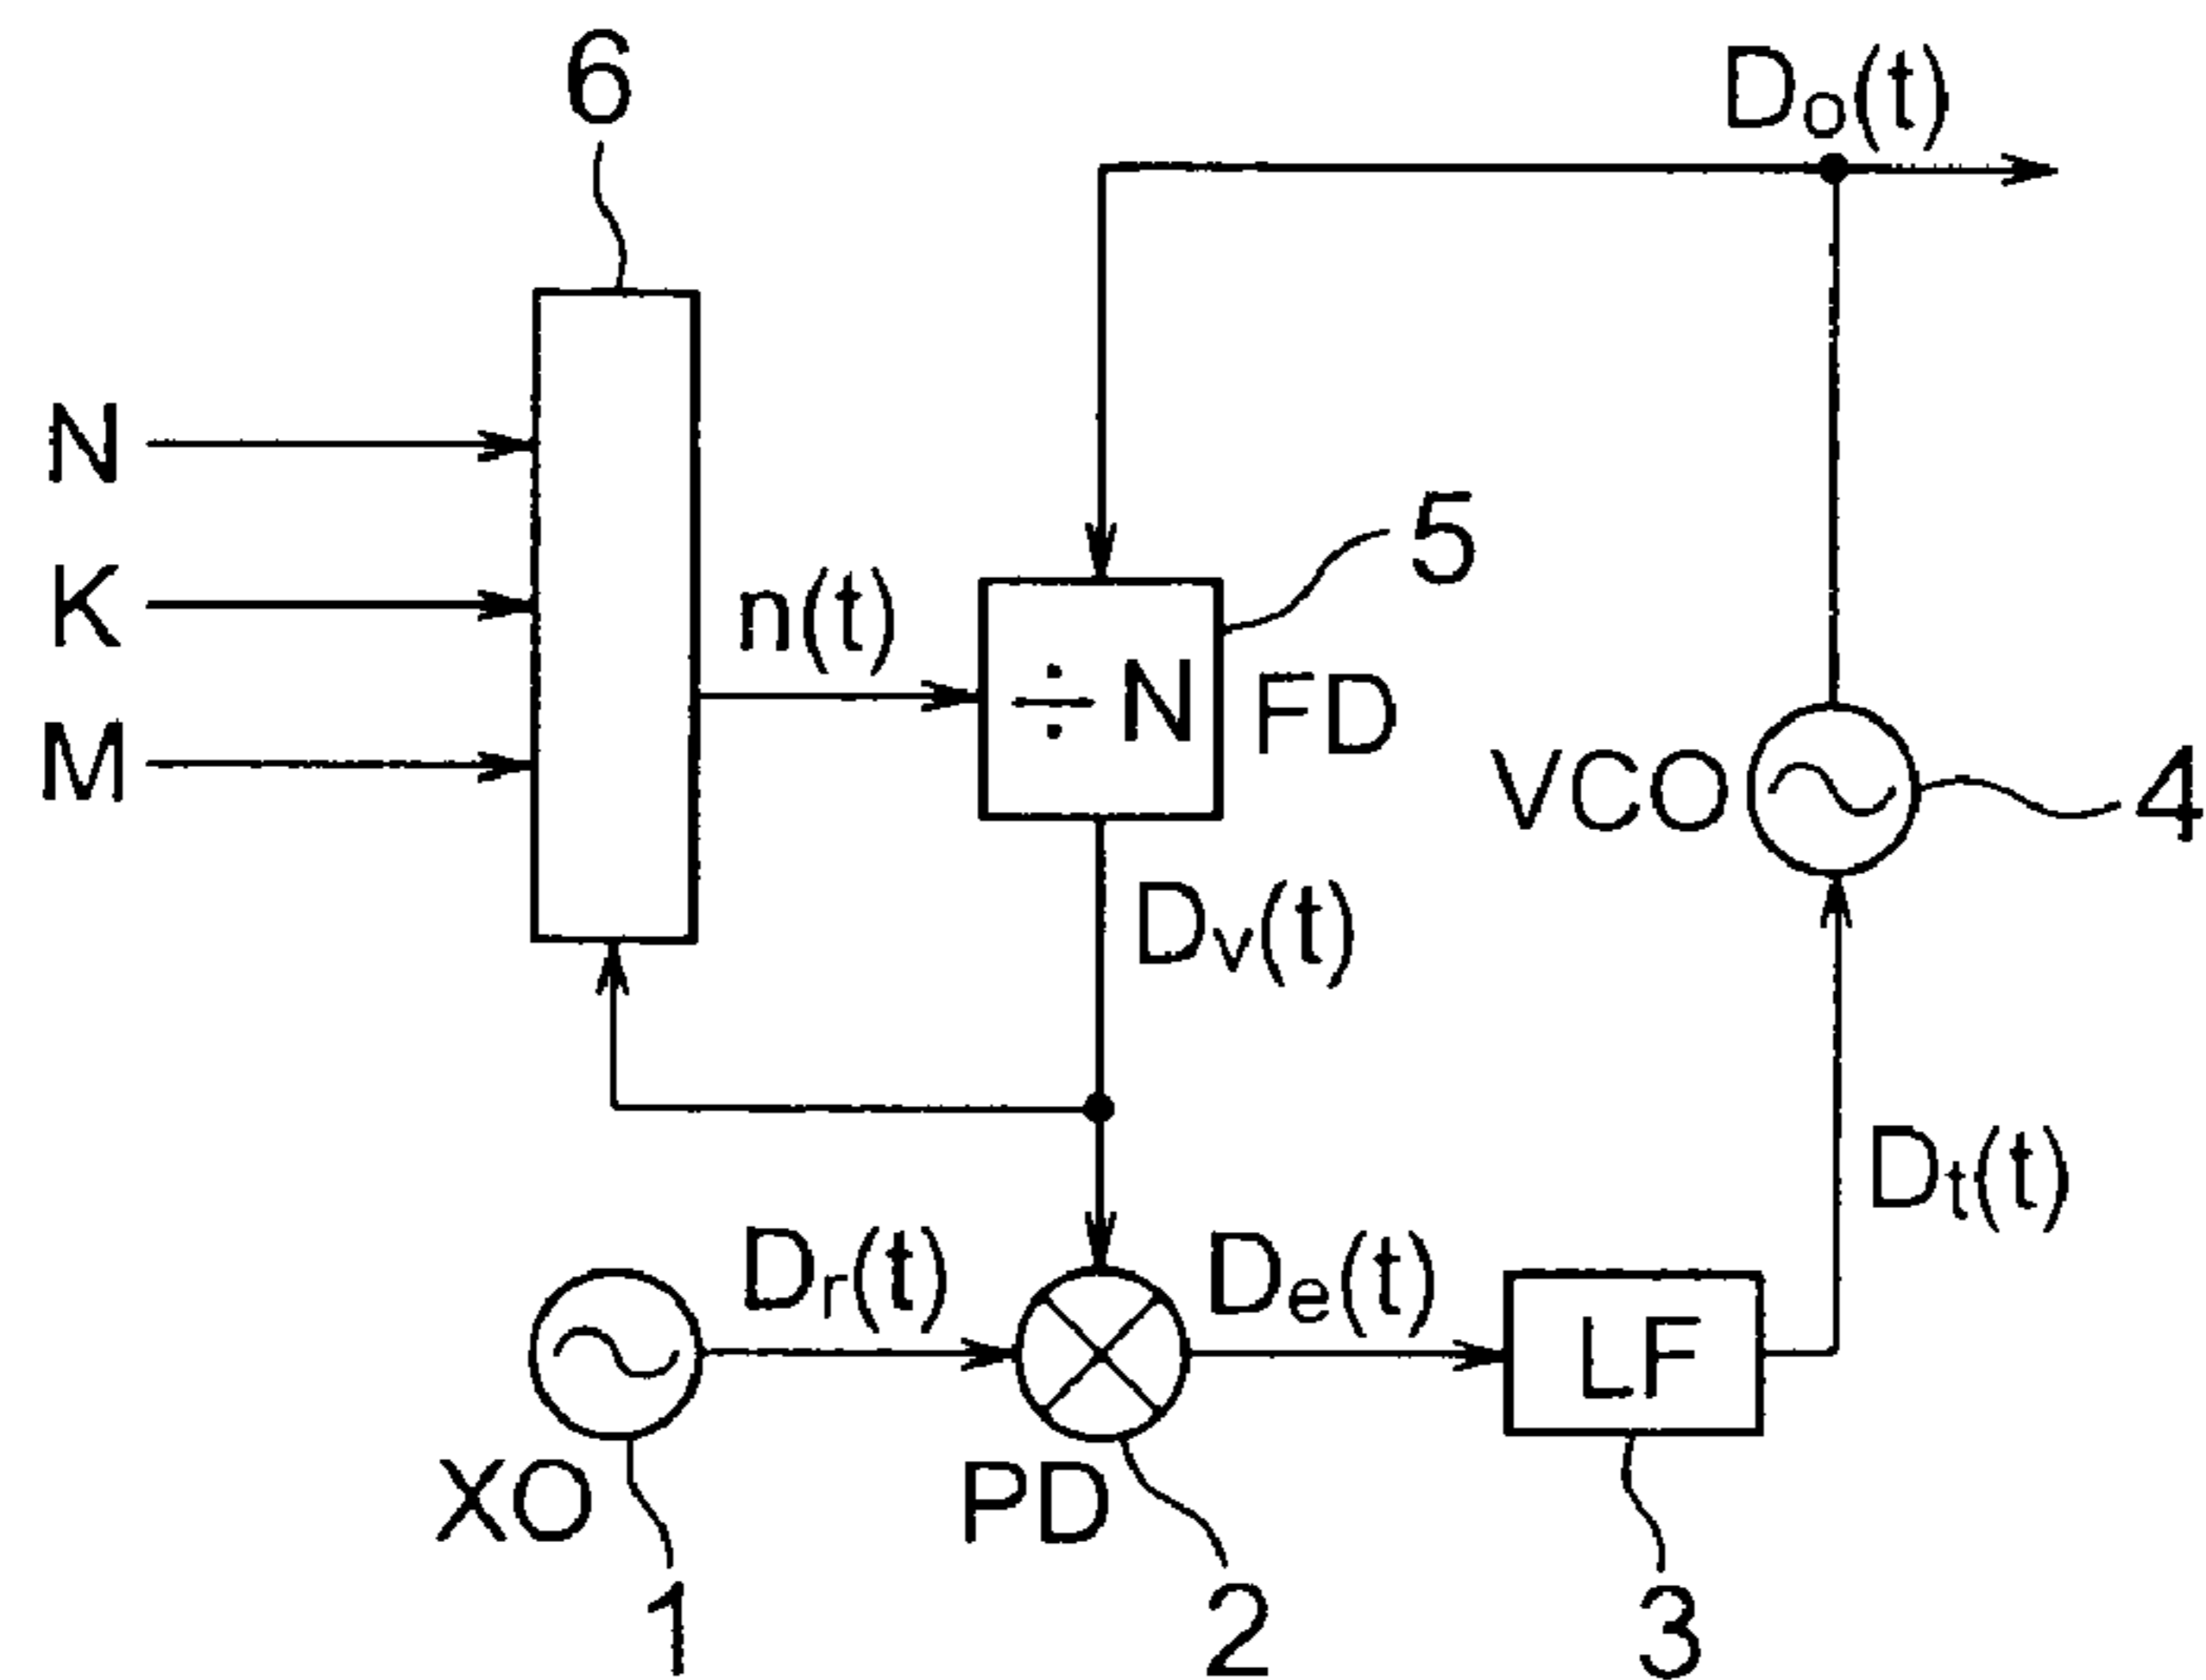 6
Do(t)
N
K
M
n(t)
5
÷ N
FD
VCO
4
Dv(t)
Dt(t)
Dr(t)
De(t)
LF
XO
PD
1
2
3